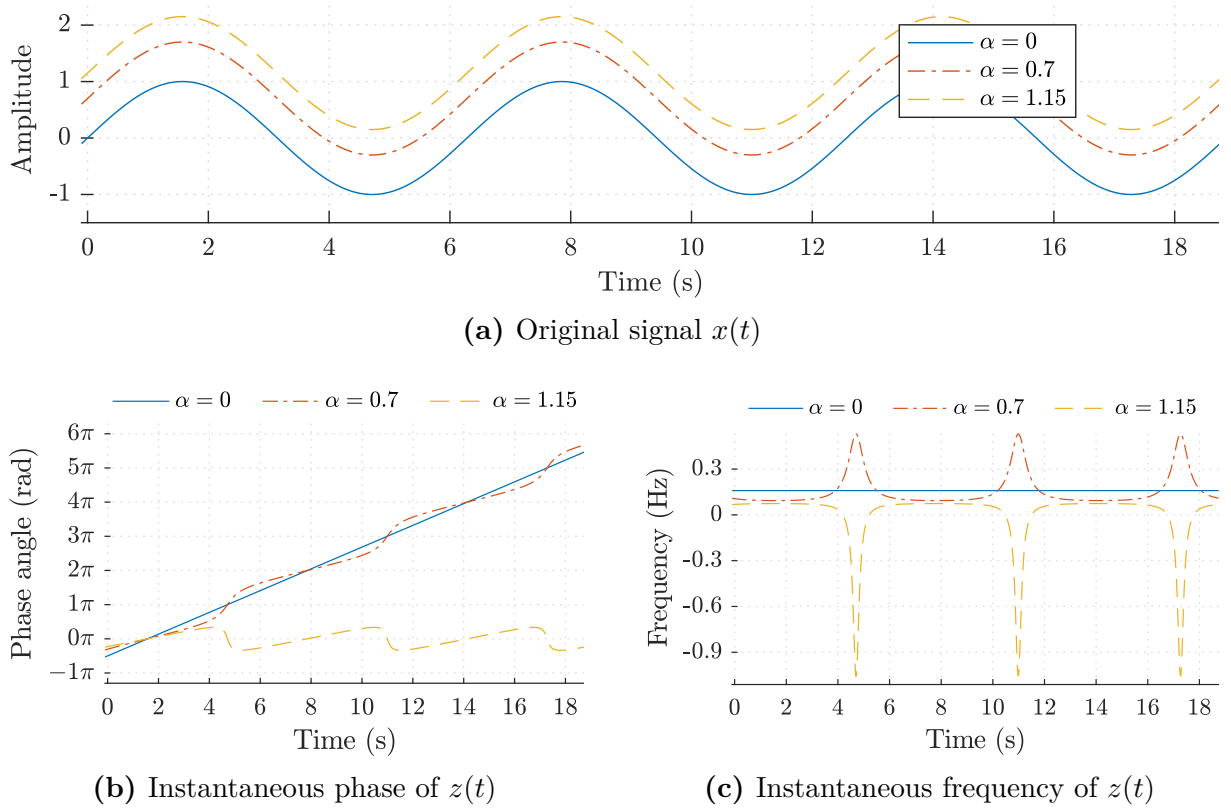 2
1
0
-1
Amplitude
α = 0
α = 0.7
α = 1.15
0 2 4 6 8 10 12 14 16 18
Time (s)
(a) Original signal x(t)
α = 0 α = 0.7 α = 1.15
6π
5π
4π
3π
2π
1π
0π
−1π
Phase angle (rad)
0 2 4 6 8 10 12 14 16 18
Time (s)
(b) Instantaneous phase of z(t)
α = 0 α = 0.7 α = 1.15
0.3
0
-0.3
-0.6
-0.9
Frequency (Hz)
0 2 4 6 8 10 12 14 16 18
Time (s)
(c) Instantaneous frequency of z(t)